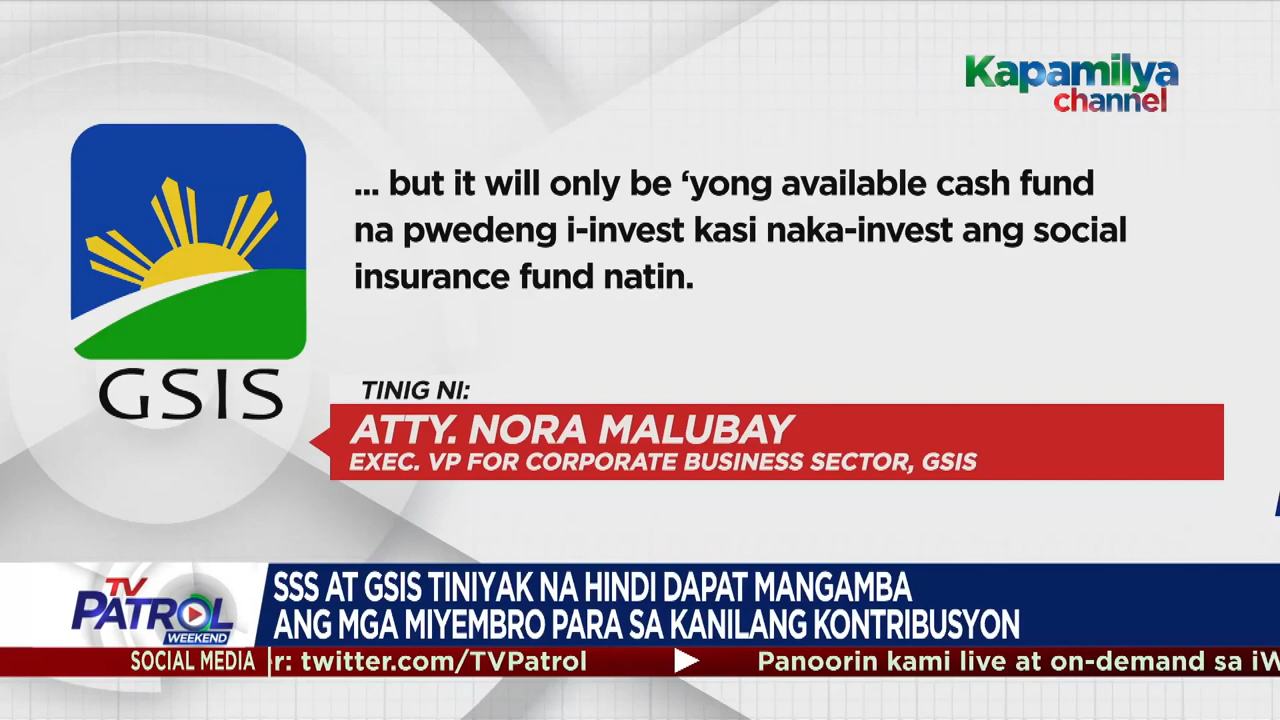 Kapamilya
channel
... but it will only be ‘yong available cash fund
na pwedeng i-invest kasi naka-invest ang social
insurance fund natin.
GSIS
TINIG NI:
ATTY. NORA MALUBAY
EXEC. VP FOR CORPORATE BUSINESS SECTOR, GSIS
TV
PATROL
WEEKEND
SSS AT GSIS TINIYAK NA HINDI DAPAT MANGAMBA
ANG MGA MIYEMBRO PARA SA KANILANG KONTRIBUSYON
SOCIAL MEDIA r: twitter.com/TVPatrol Panoorin kami live at on-demand sa iW